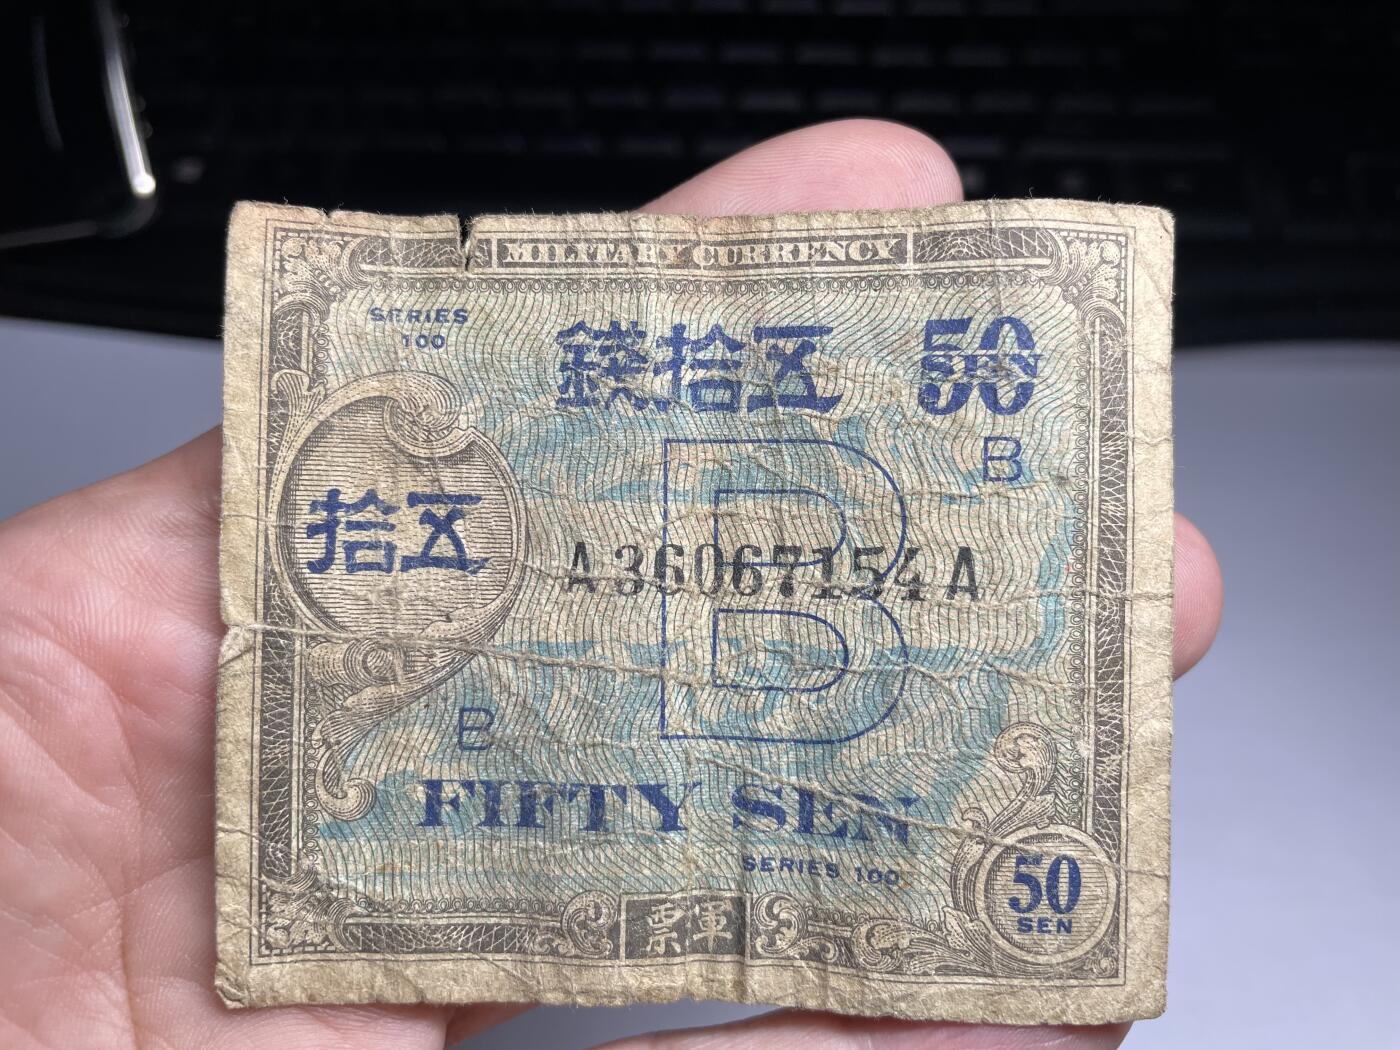 MILITARY CURRENCY
SERIES
100
錢拾五
50
SEN
B
拾五
B
A36067154A
B
FIFTY SEN
SERIES 100
50
SEN
票軍